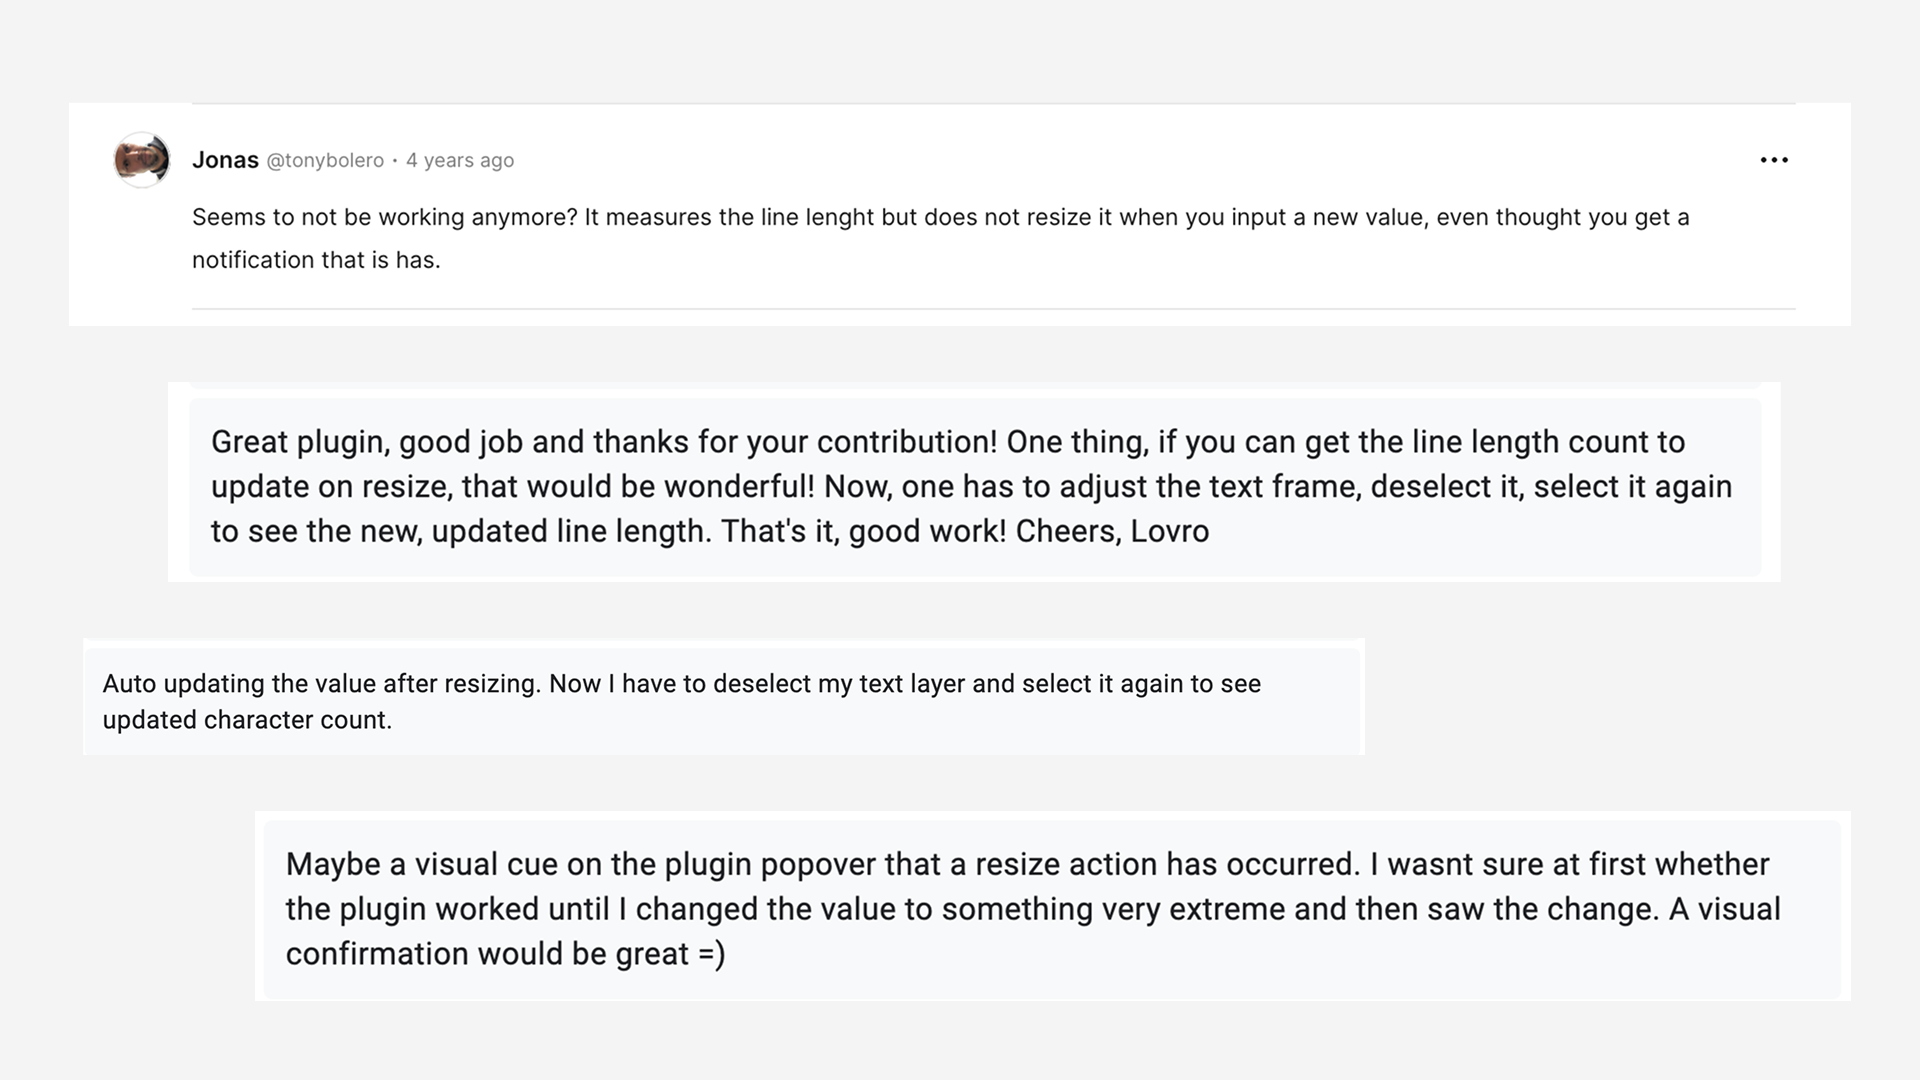 Jonas @tonybolero • 4 years ago
Seems to not be working anymore? It measures the line lenght but does not resize it when you input a new value, even thought you get a
notification that is has.
Great plugin, good job and thanks for your contribution! One thing, if you can get the line length count to
update on resize, that would be wonderful! Now, one has to adjust the text frame, deselect it, select it again
to see the new, updated line length. That's it, good work! Cheers, Lovro
Auto updating the value after resizing. Now I have to deselect my text layer and select it again to see
updated character count.
Maybe a visual cue on the plugin popover that a resize action has occurred. I wasnt sure at first whether
the plugin worked until I changed the value to something very extreme and then saw the change. A visual
confirmation would be great =)